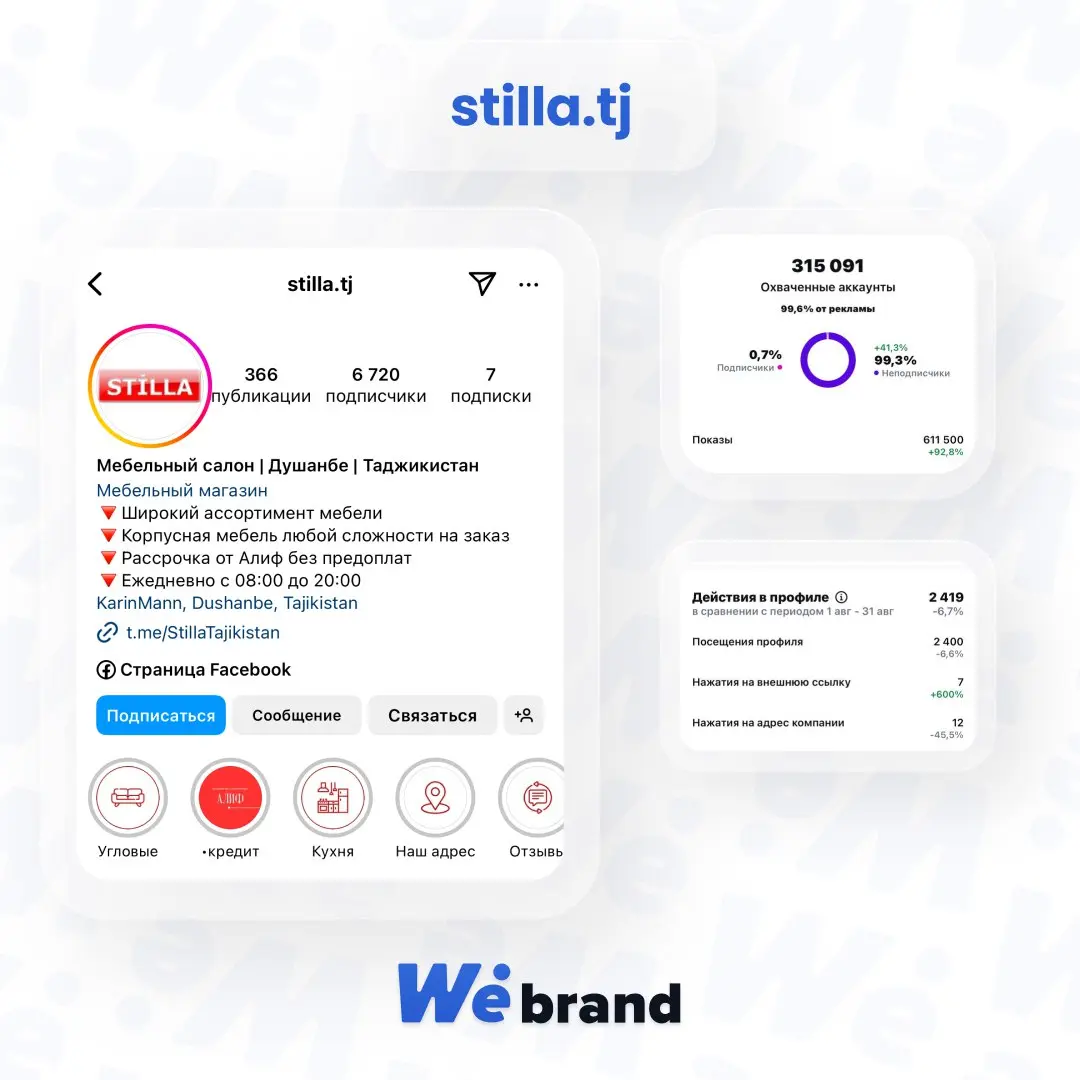 stilla.tj
stilla.tj
STİLLA
366
публикации
6 720
подписчики
7
подписки
Мебельный салон | Душанбе | Таджикистан
Мебельный магазин
🔻Широкий ассортимент мебели
🔻Корпусная мебель любой сложности на заказ
🔻Рассрочка от Алиф без предоплат
🔻Ежедневно с 08:00 до 20:00
KarinMann, Dushanbe, Tajikistan
t.me/StillaTajikistan
Страница Facebook
Подписаться
Сообщение
Связаться
АЛИФ
Угловые
•кредит
Кухня
Наш адрес
Отзывы
315 091
Охваченные аккаунты
99,6% от рекламы
0,7%
Подписчики
+41,3%
99,3%
Неподписчики
Показы 611 500
+92,8%
Действия в профиле 2 419
в сравнении с периодом 1 авг - 31 авг -6,7%
Посещения профиля 2 400
-6,6%
Нажатия на внешнюю ссылку 7
+600%
Нажатия на адрес компании 12
-45,5%
We brand